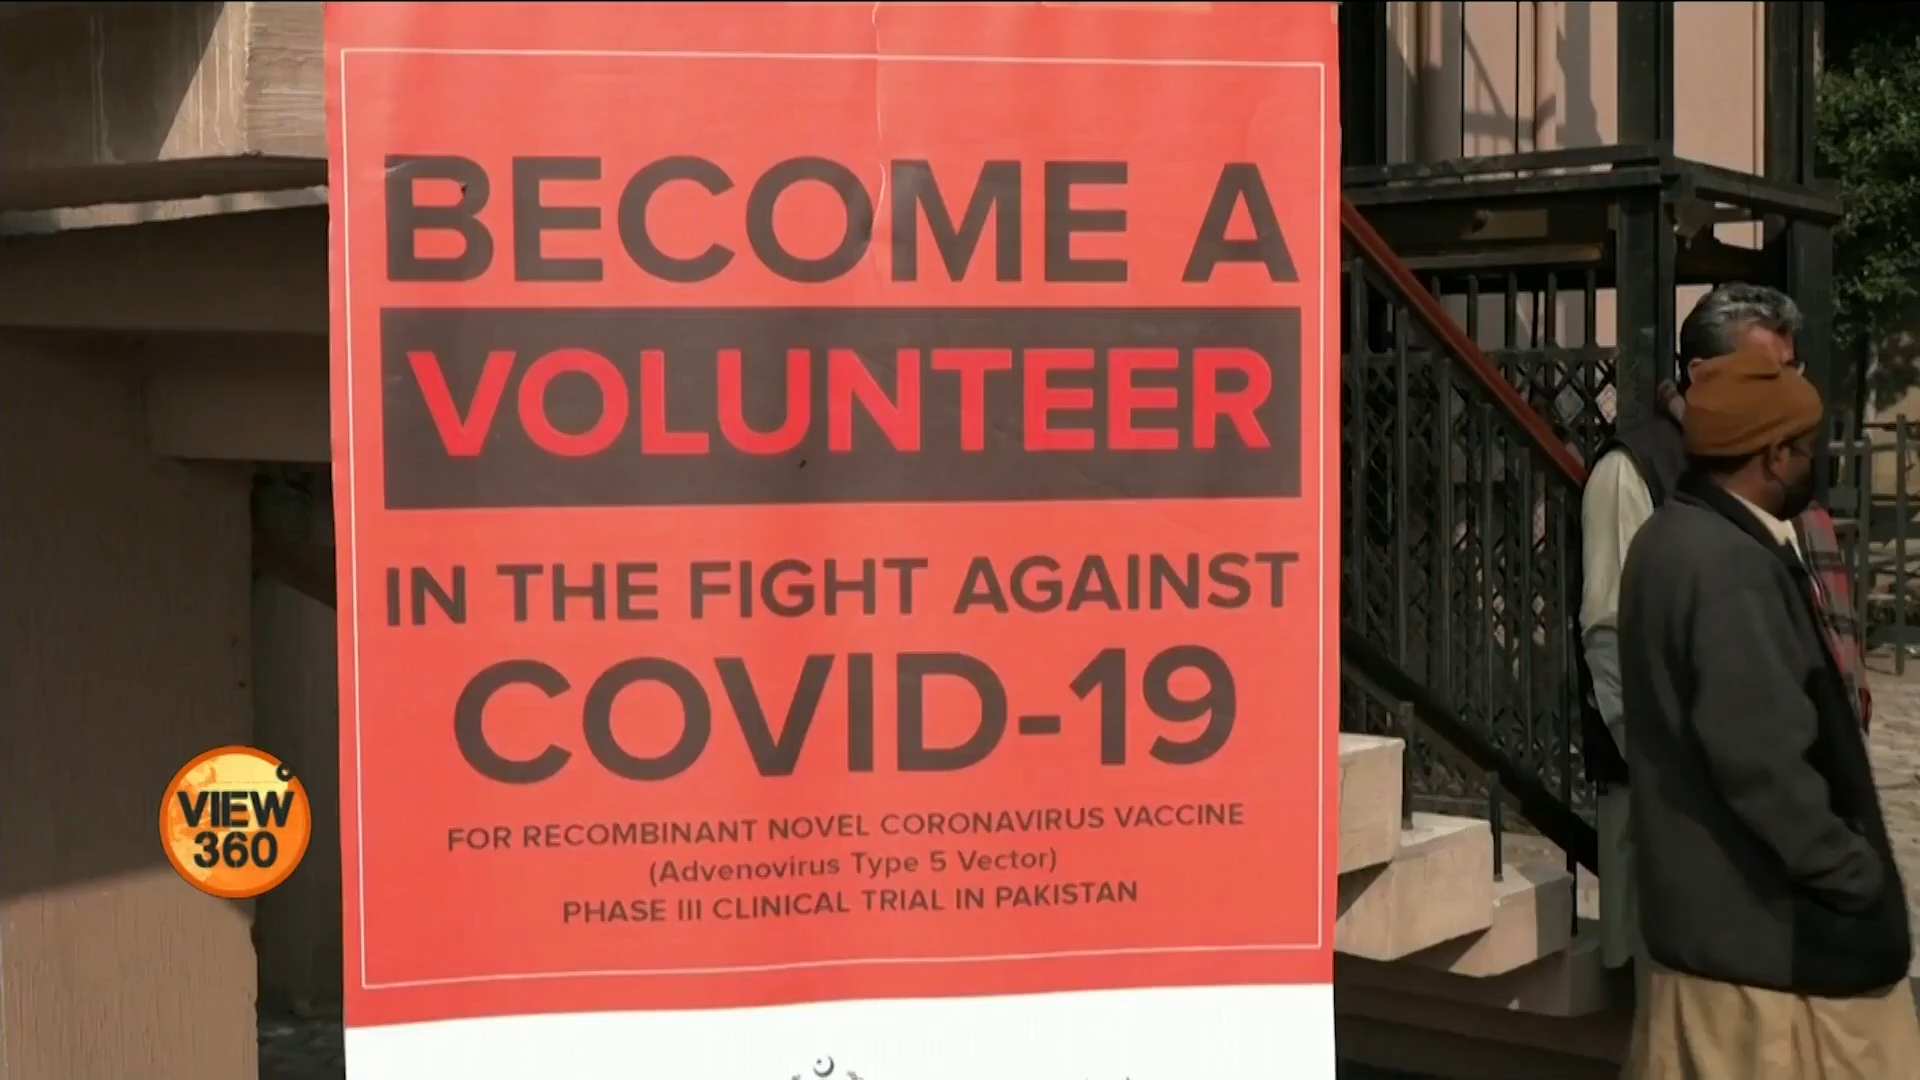 BECOME A
VOLUNTEER
IN THE FIGHT AGAINST
COVID-19
FOR RECOMBINANT NOVEL CORONAVIRUS VACCINE
(Advenovirus Type 5 Vector)
PHASE III CLINICAL TRIAL IN PAKISTAN
VIEW
360